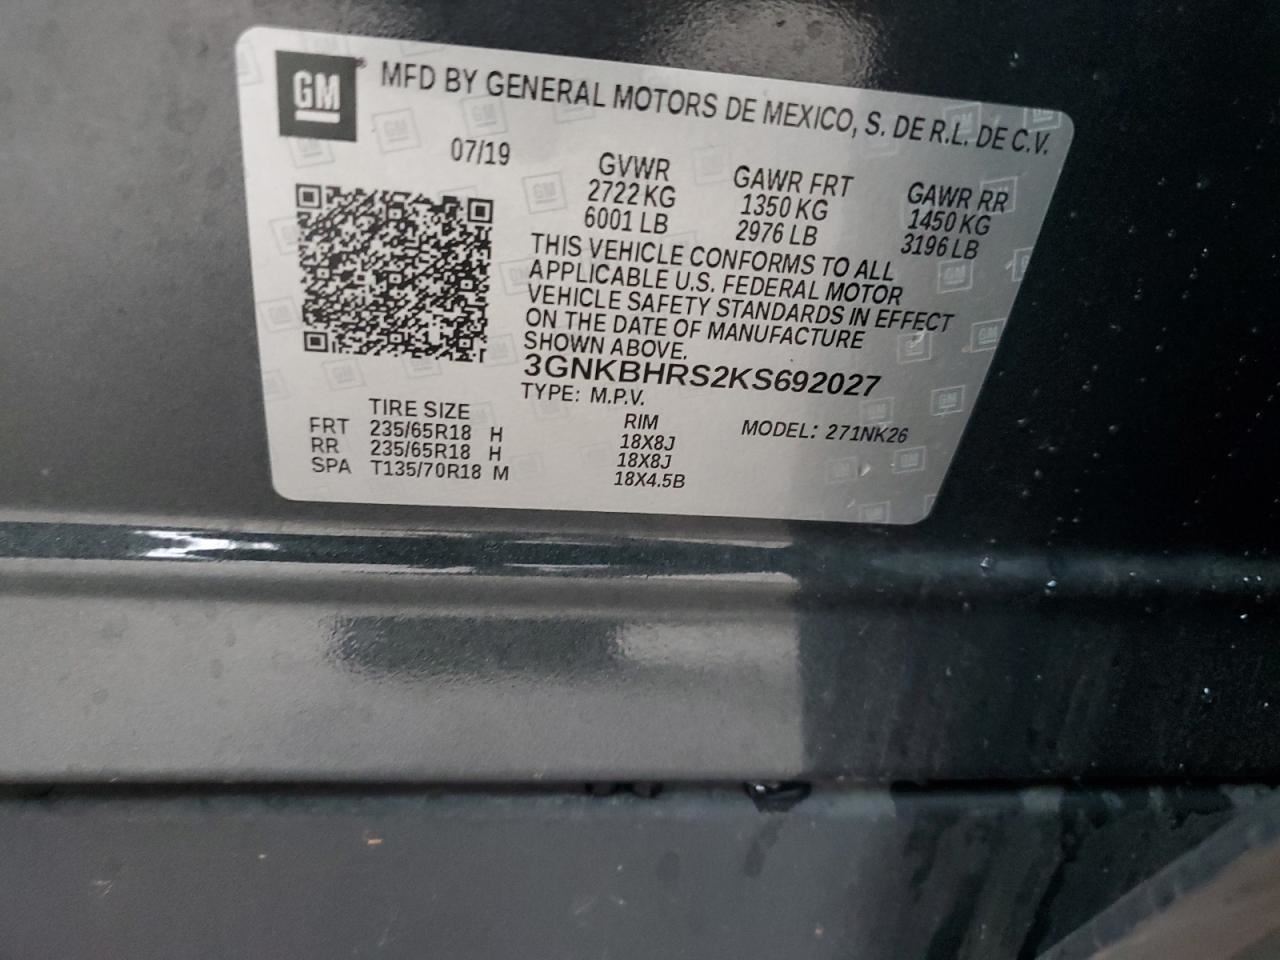 GM
MFD BY GENERAL MOTORS DE MEXICO, S. DE R.L. DE C.V.
07/19
GVWR
2722 KG
6001 LB
GAWR FRT
1350 KG
2976 LB
GAWR RR
1450 KG
3196 LB
THIS VEHICLE CONFORMS TO ALL
APPLICABLE U.S. FEDERAL MOTOR
VEHICLE SAFETY STANDARDS IN EFFECT
ON THE DATE OF MANUFACTURE
SHOWN ABOVE.
3GNKBHRS2KS692027
TYPE: M.P.V.
MODEL: 271NK26
TIRE SIZE RIM
FRT 235/65R18 H 18X8J
RR 235/65R18 H 18X8J
SPA T135/70R18 M 18X4.5B